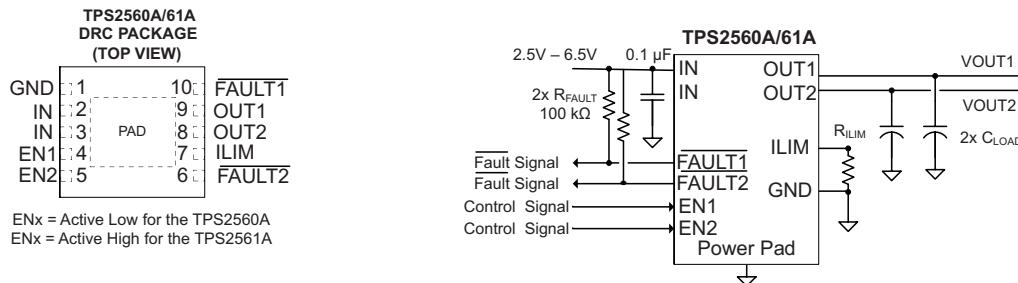 TPS2560A/61A
DRC PACKAGE
(TOP VIEW)
GND 1
IN 2
IN 3
EN1 4
EN2 5
PAD
10 FAULT1
9 OUT1
8 OUT2
7 ILIM
6 FAULT2
ENx = Active Low for the TPS2560A
ENx = Active High for the TPS2561A
TPS2560A/61A
2.5V – 6.5V
0.1 µF
2x RFAULT
100 kΩ
IN
IN
OUT1
OUT2
VOUT1
VOUT2
RILIM
2x CLOAD
ILIM
GND
Fault Signal
FAULT1
Fault Signal
FAULT2
Control Signal
EN1
Control Signal
EN2
Power Pad